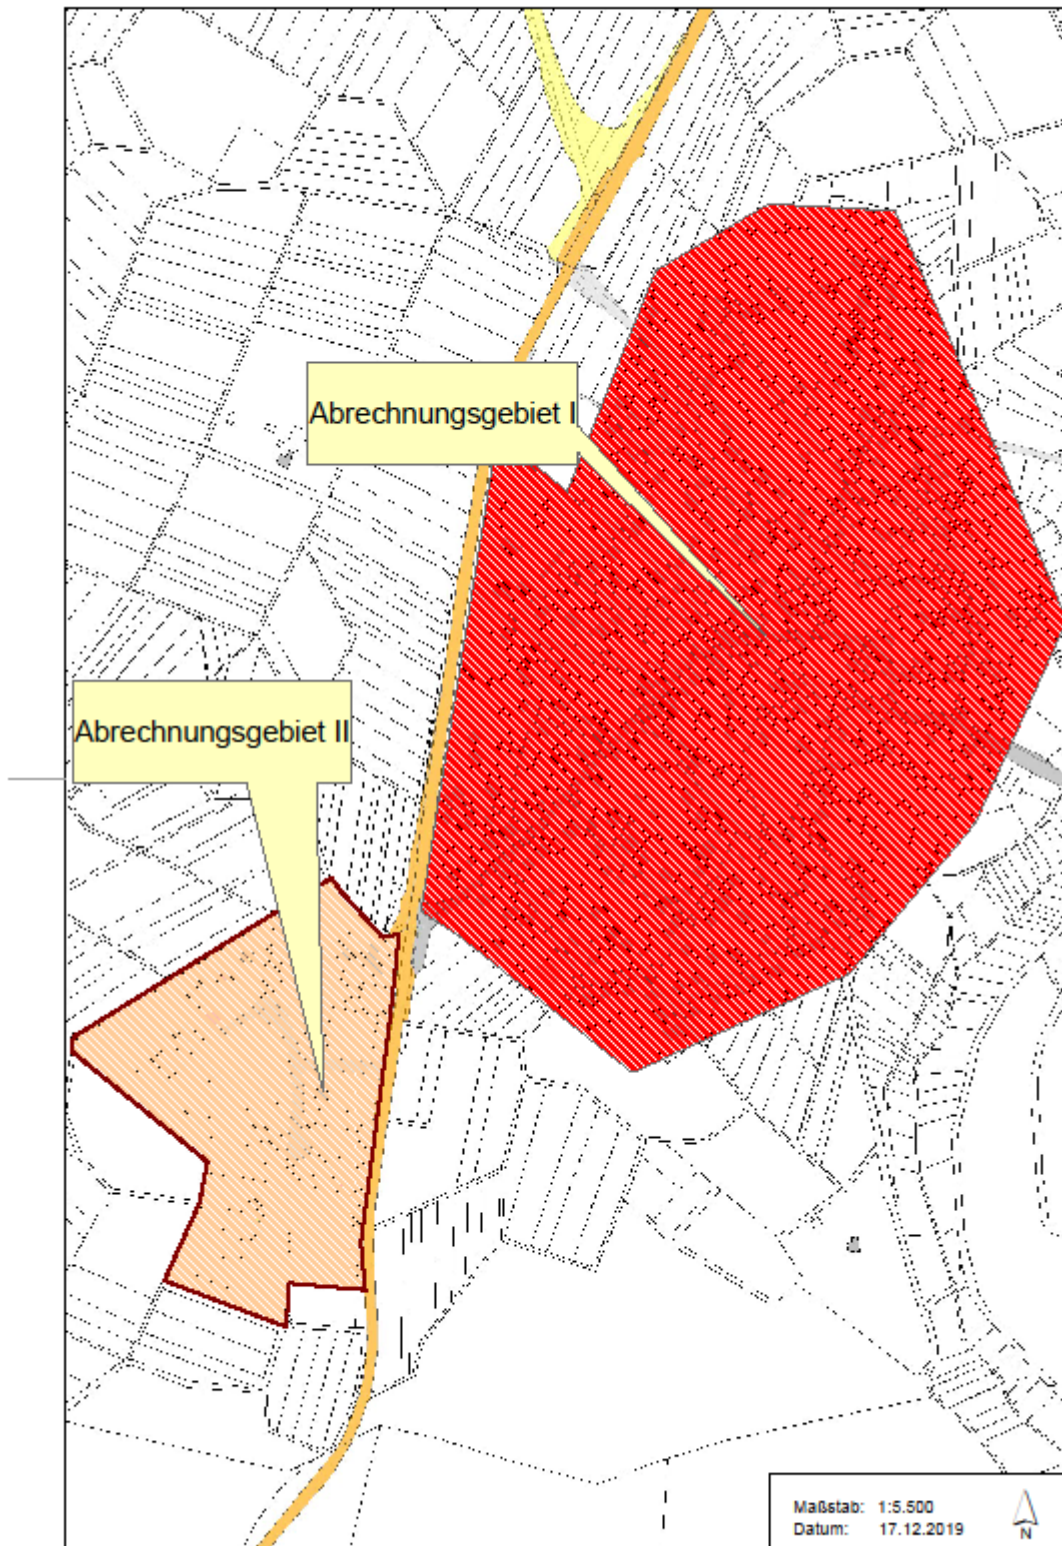 Abrechnungsgebiet I
Abrechnungsgebiet II
Maßstab: 1:5.500
Datum: 17.12.2019
N